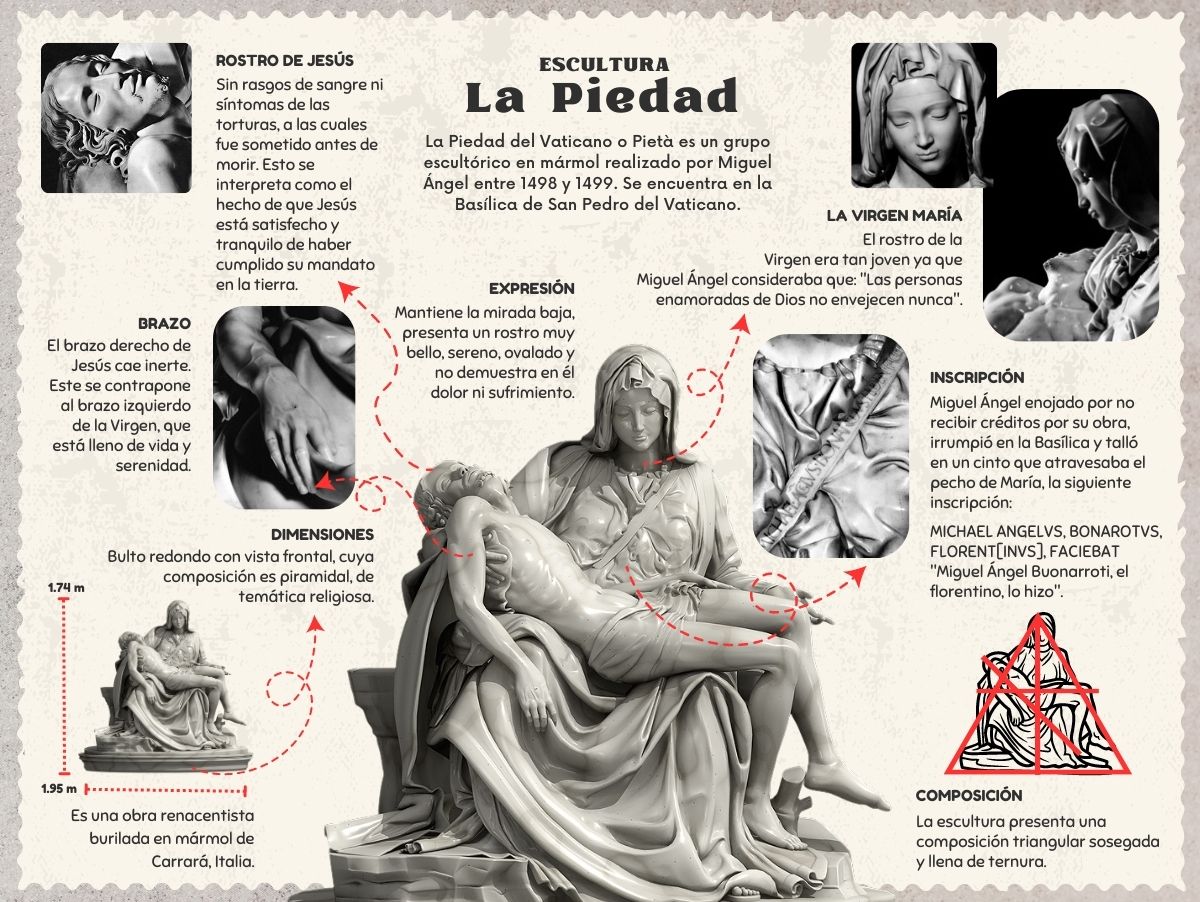 ESCULTURA
La Piedad
La Piedad del Vaticano o Pietà es un grupo
escultórico en mármol realizado por Miguel
Ángel entre 1498 y 1499. Se encuentra en la
Basílica de San Pedro del Vaticano.
ROSTRO DE JESÚS
Sin rasgos de sangre ni
síntomas de las
torturas, a las cuales
fue sometido antes de
morir. Esto se
interpreta como el
hecho de que Jesús
está satisfecho y
tranquilo de haber
cumplido su mandato
en la tierra.
LA VIRGEN MARÍA
El rostro de la
Virgen era tan joven ya que
Miguel Ángel consideraba que: "Las personas
enamoradas de Dios no envejecen nunca".
EXPRESIÓN
Mantiene la mirada baja,
presenta un rostro muy
bello, sereno, ovalado y
no demuestra en él
dolor ni sufrimiento.
BRAZO
El brazo derecho de
Jesús cae inerte.
Este se contrapone
al brazo izquierdo
de la Virgen, que
está lleno de vida y
serenidad.
INSCRIPCIÓN
Miguel Ángel enojado por no
recibir créditos por su obra,
irrumpió en la Basílica y talló
en un cinto que atravesaba el
pecho de María, la siguiente
inscripción:
MICHAEL ANGELVS, BONAROTVS,
FLORENT[INVS], FACIEBAT
"Miguel Ángel Buonarroti, el
florentino, lo hizo".
DIMENSIONES
Bulto redondo con vista frontal, cuya
composición es piramidal, de
temática religiosa.
1.74 m
1.95 m
Es una obra renacentista
burilada en mármol de
Carrará, Italia.
COMPOSICIÓN
La escultura presenta una
composición triangular sosegada
y llena de ternura.